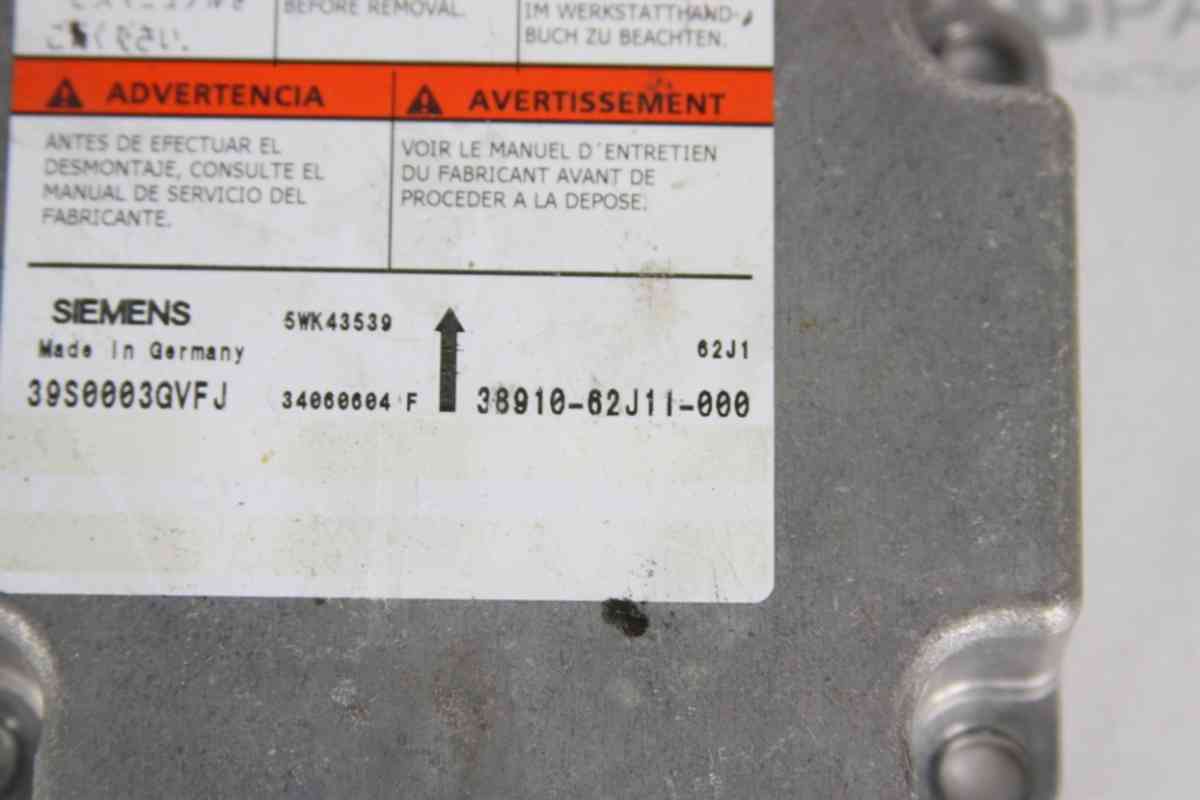 BEFORE REMOVAL.
IM WERKSTATTHAND-
BUCH ZU BEACHTEN.
ADVERTENCIA
AVERTISSEMENT
ANTES DE EFECTUAR EL
DESMONTAJE, CONSULTE EL
MANUAL DE SERVICIO DEL
FABRICANTE.
VOIR LE MANUEL D´ENTRETIEN
DU FABRICANT AVANT DE
PROCEDER A LA DEPOSE.
SIEMENS
5WK43539
62J1
Made In Germany
39S0003GVFJ
34060604 F
38910-62J11-000